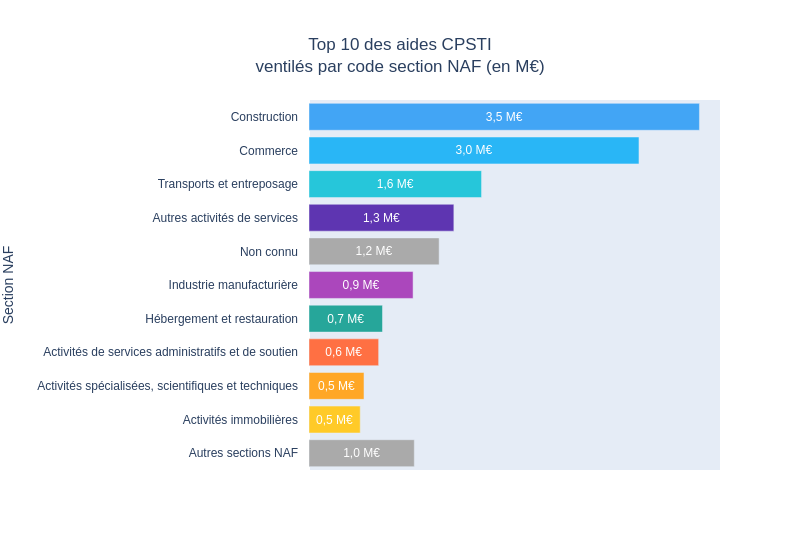 Top 10 des aides CPSTI
ventilés par code section NAF (en M€)
Section NAF
Construction 3,5 M€
Commerce 3,0 M€
Transports et entreposage 1,6 M€
Autres activités de services 1,3 M€
Non connu 1,2 M€
Industrie manufacturière 0,9 M€
Hébergement et restauration 0,7 M€
Activités de services administratifs et de soutien 0,6 M€
Activités spécialisées, scientifiques et techniques 0,5 M€
Activités immobilières 0,5 M€
Autres sections NAF 1,0 M€